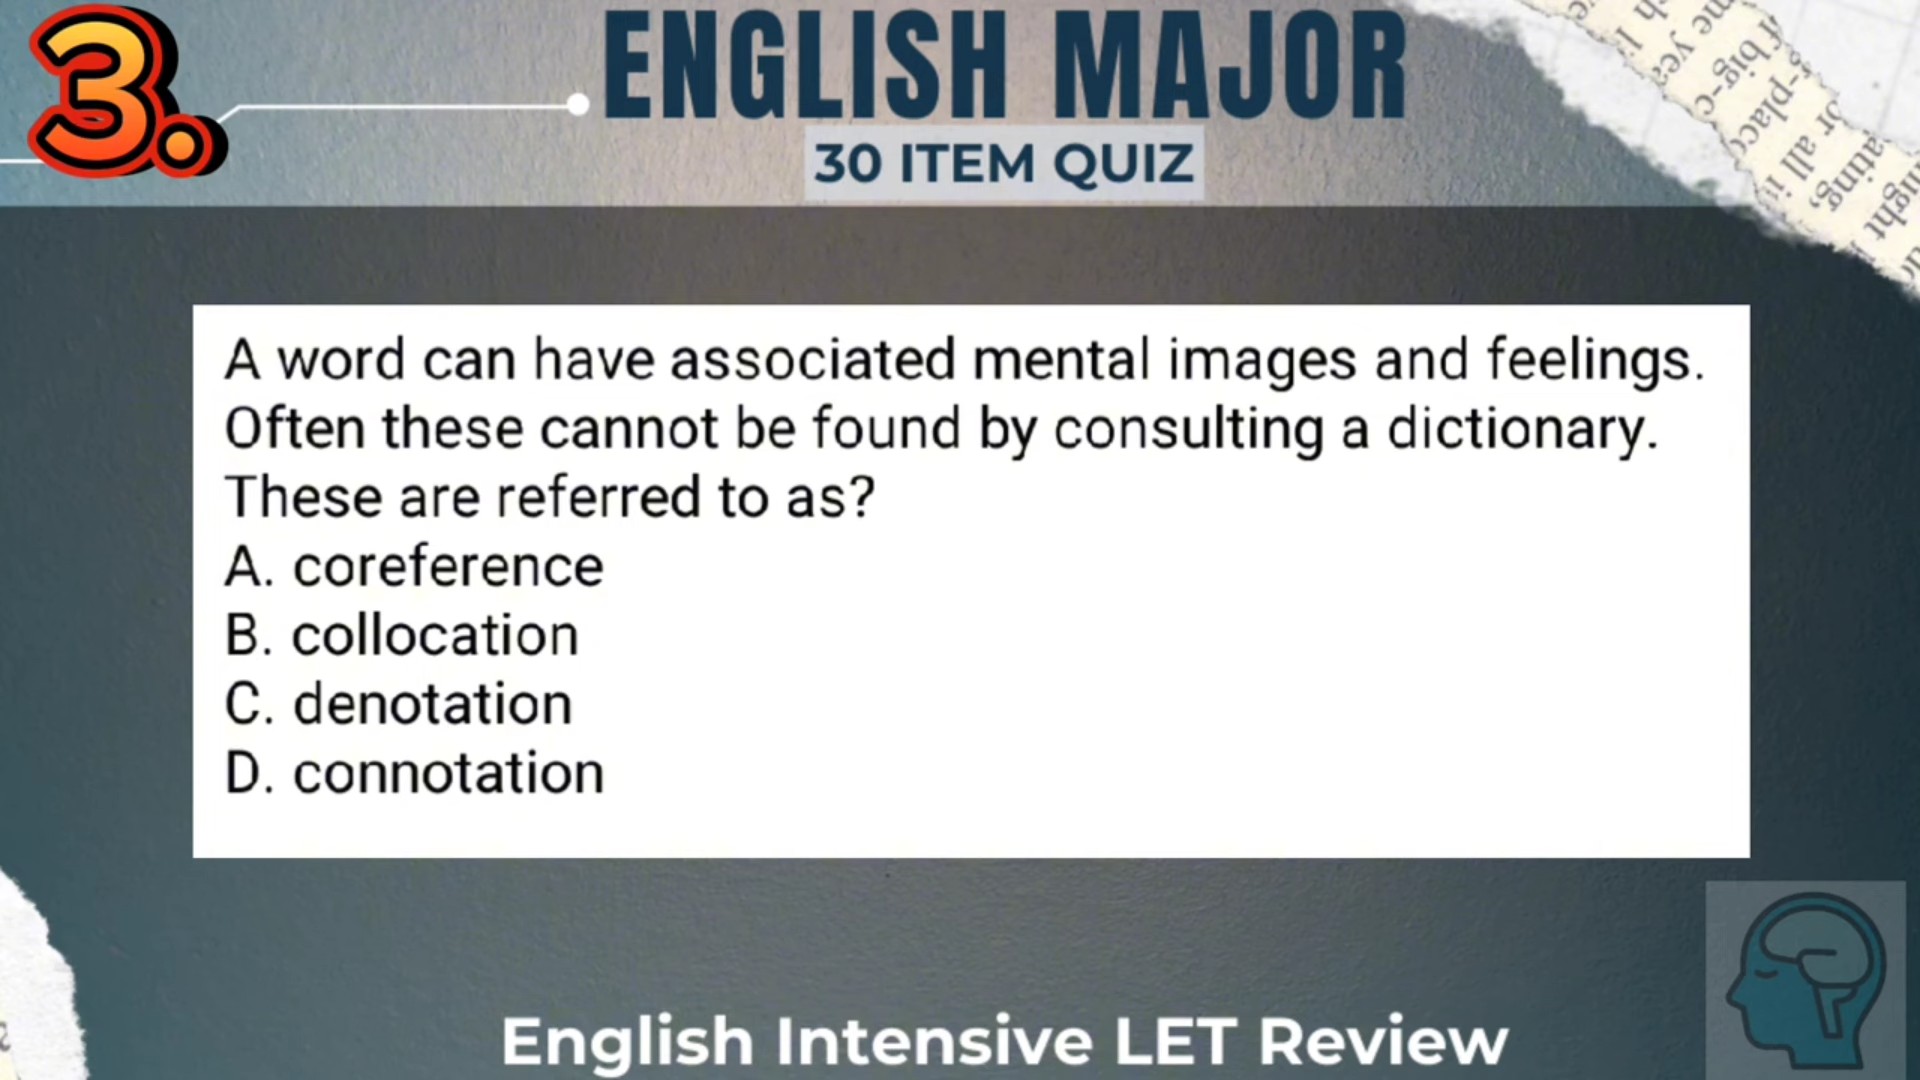 3.
ENGLISH MAJOR
30 ITEM QUIZ
A word can have associated mental images and feelings.
Often these cannot be found by consulting a dictionary.
These are referred to as?
A. coreference
B. collocation
C. denotation
D. connotation
English Intensive LET Review